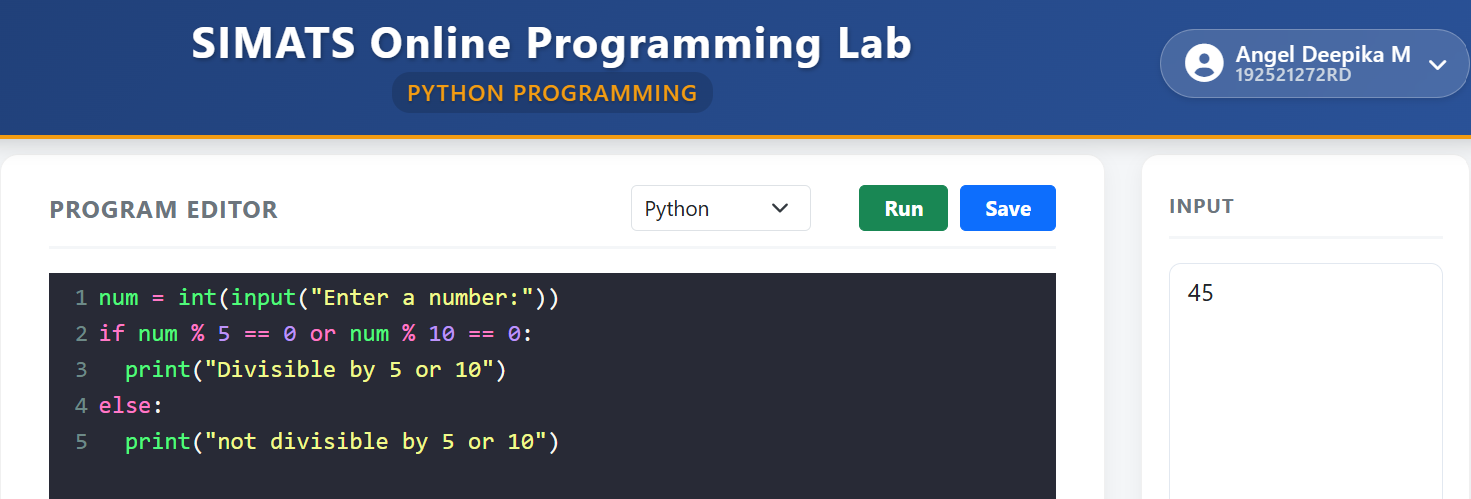 SIMATS Online Programming Lab
PYTHON PROGRAMMING
Angel Deepika M
192521272RD
PROGRAM EDITOR
Python
Run
Save
1 num = int(input("Enter a number:"))
2 if num % 5 == 0 or num % 10 == 0:
3   print("Divisible by 5 or 10")
4 else:
5   print("not divisible by 5 or 10")
INPUT
45